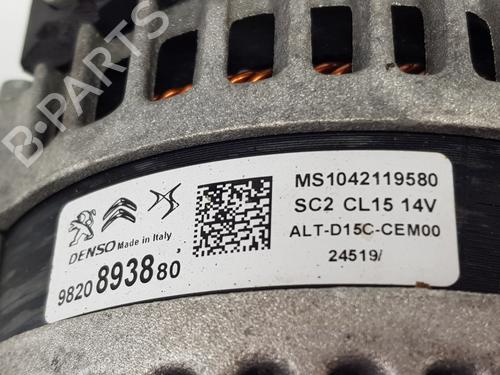 B-PARTS
DENSO Made in Italy
9820893880
MS1042119580
SC2 CL15 14V
ALT-D15C-CEM00
24519/